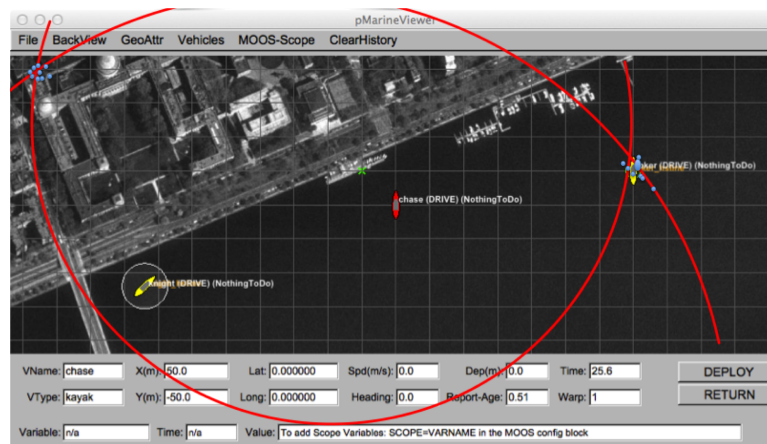 pMarineViewer
File BackView GeoAttr Vehicles MOOS-Scope ClearHistory
kar (DRIVE) (NothingToDo)
chase (DRIVE) (NothingToDo)
knight (DRIVE) (NothingToDo)
VName: chase X(m): 50.0 Lat: 0.000000 Spd(m/s): 0.0 Dep(m): 0.0 Time: 25.6 DEPLOY
VType: kayak Y(m): -50.0 Long: 0.000000 Heading: 0.0 Report-Age: 0.51 Warp: 1 RETURN
Variable: n/a Time: n/a Value: To add Scope Variables: SCOPE=VARNAME in the MOOS config block